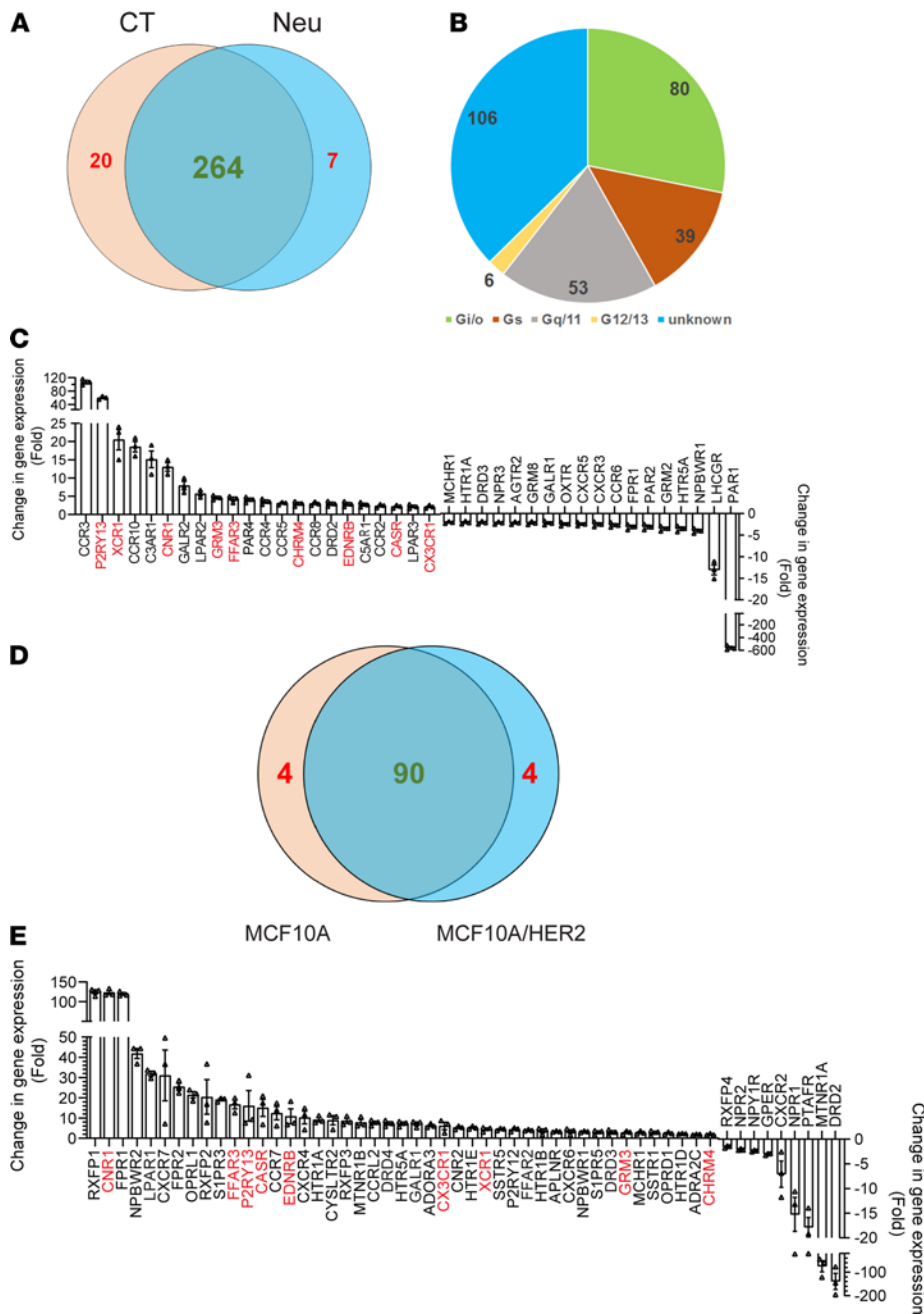 A
CT
Neu
20
264
7
B
80
39
53
6
106
Gi/o Gs Gq/11 G12/13 unknown
C
Change in gene expression
(Fold)
120
80
40
25
20
15
10
5
0
CCR3
P2RY13
XCR1
CCR10
C3AR1
CNR1
GALR2
LPAR2
GRM3
FFAR3
PAR4
CCR4
CCR5
CHRM4
CCR8
DRD2
EDNRB
C5AR1
CCR2
CASR
LPAR3
CX3CR1
MCHR1
HTR1A
DRD3
NPR3
AGTR2
GRM8
GALR1
OXTR
CXCR5
CXCR3
CCR6
FPR1
PAR2
GRM2
HTR5A
NPBWR1
LHCGR
PAR1
0
-5
-10
-15
-20
-200
-400
-600
Change in gene expression
(Fold)
D
4
90
4
MCF10A
MCF10A/HER2
E
Change in gene expression
(Fold)
150
100
50
40
30
20
10
0
RXFP1
CNR1
FPR1
NPBWR2
LPAR1
CXCR7
FPR2
OPRL1
RXFP2
S1PR3
FFAR3
P2RY13
CASR
CCR7
EDNRB
CXCR4
HTR1A
CYSLTR2
RXFP3
MTNR1B
CCRL2
DRD4
HTR5A
GALR1
ADORA3
CX3CR1
CNR2
HTR1E
XCR1
SSTR5
P2RY12
FFAR2
HTR1B
APLNR
CXCR6
NPBWR1
S1PR5
DRD3
GRM3
MCHR1
SSTR1
OPRD1
HTR1D
ADRA2C
CHRM4
RXFP4
NPR2
NPY1R
GPER
CXCR2
NPR1
PTAFR
MTNR1A
DRD2
0
-5
-10
-15
-20
-100
-200
Change in gene expression
(Fold)